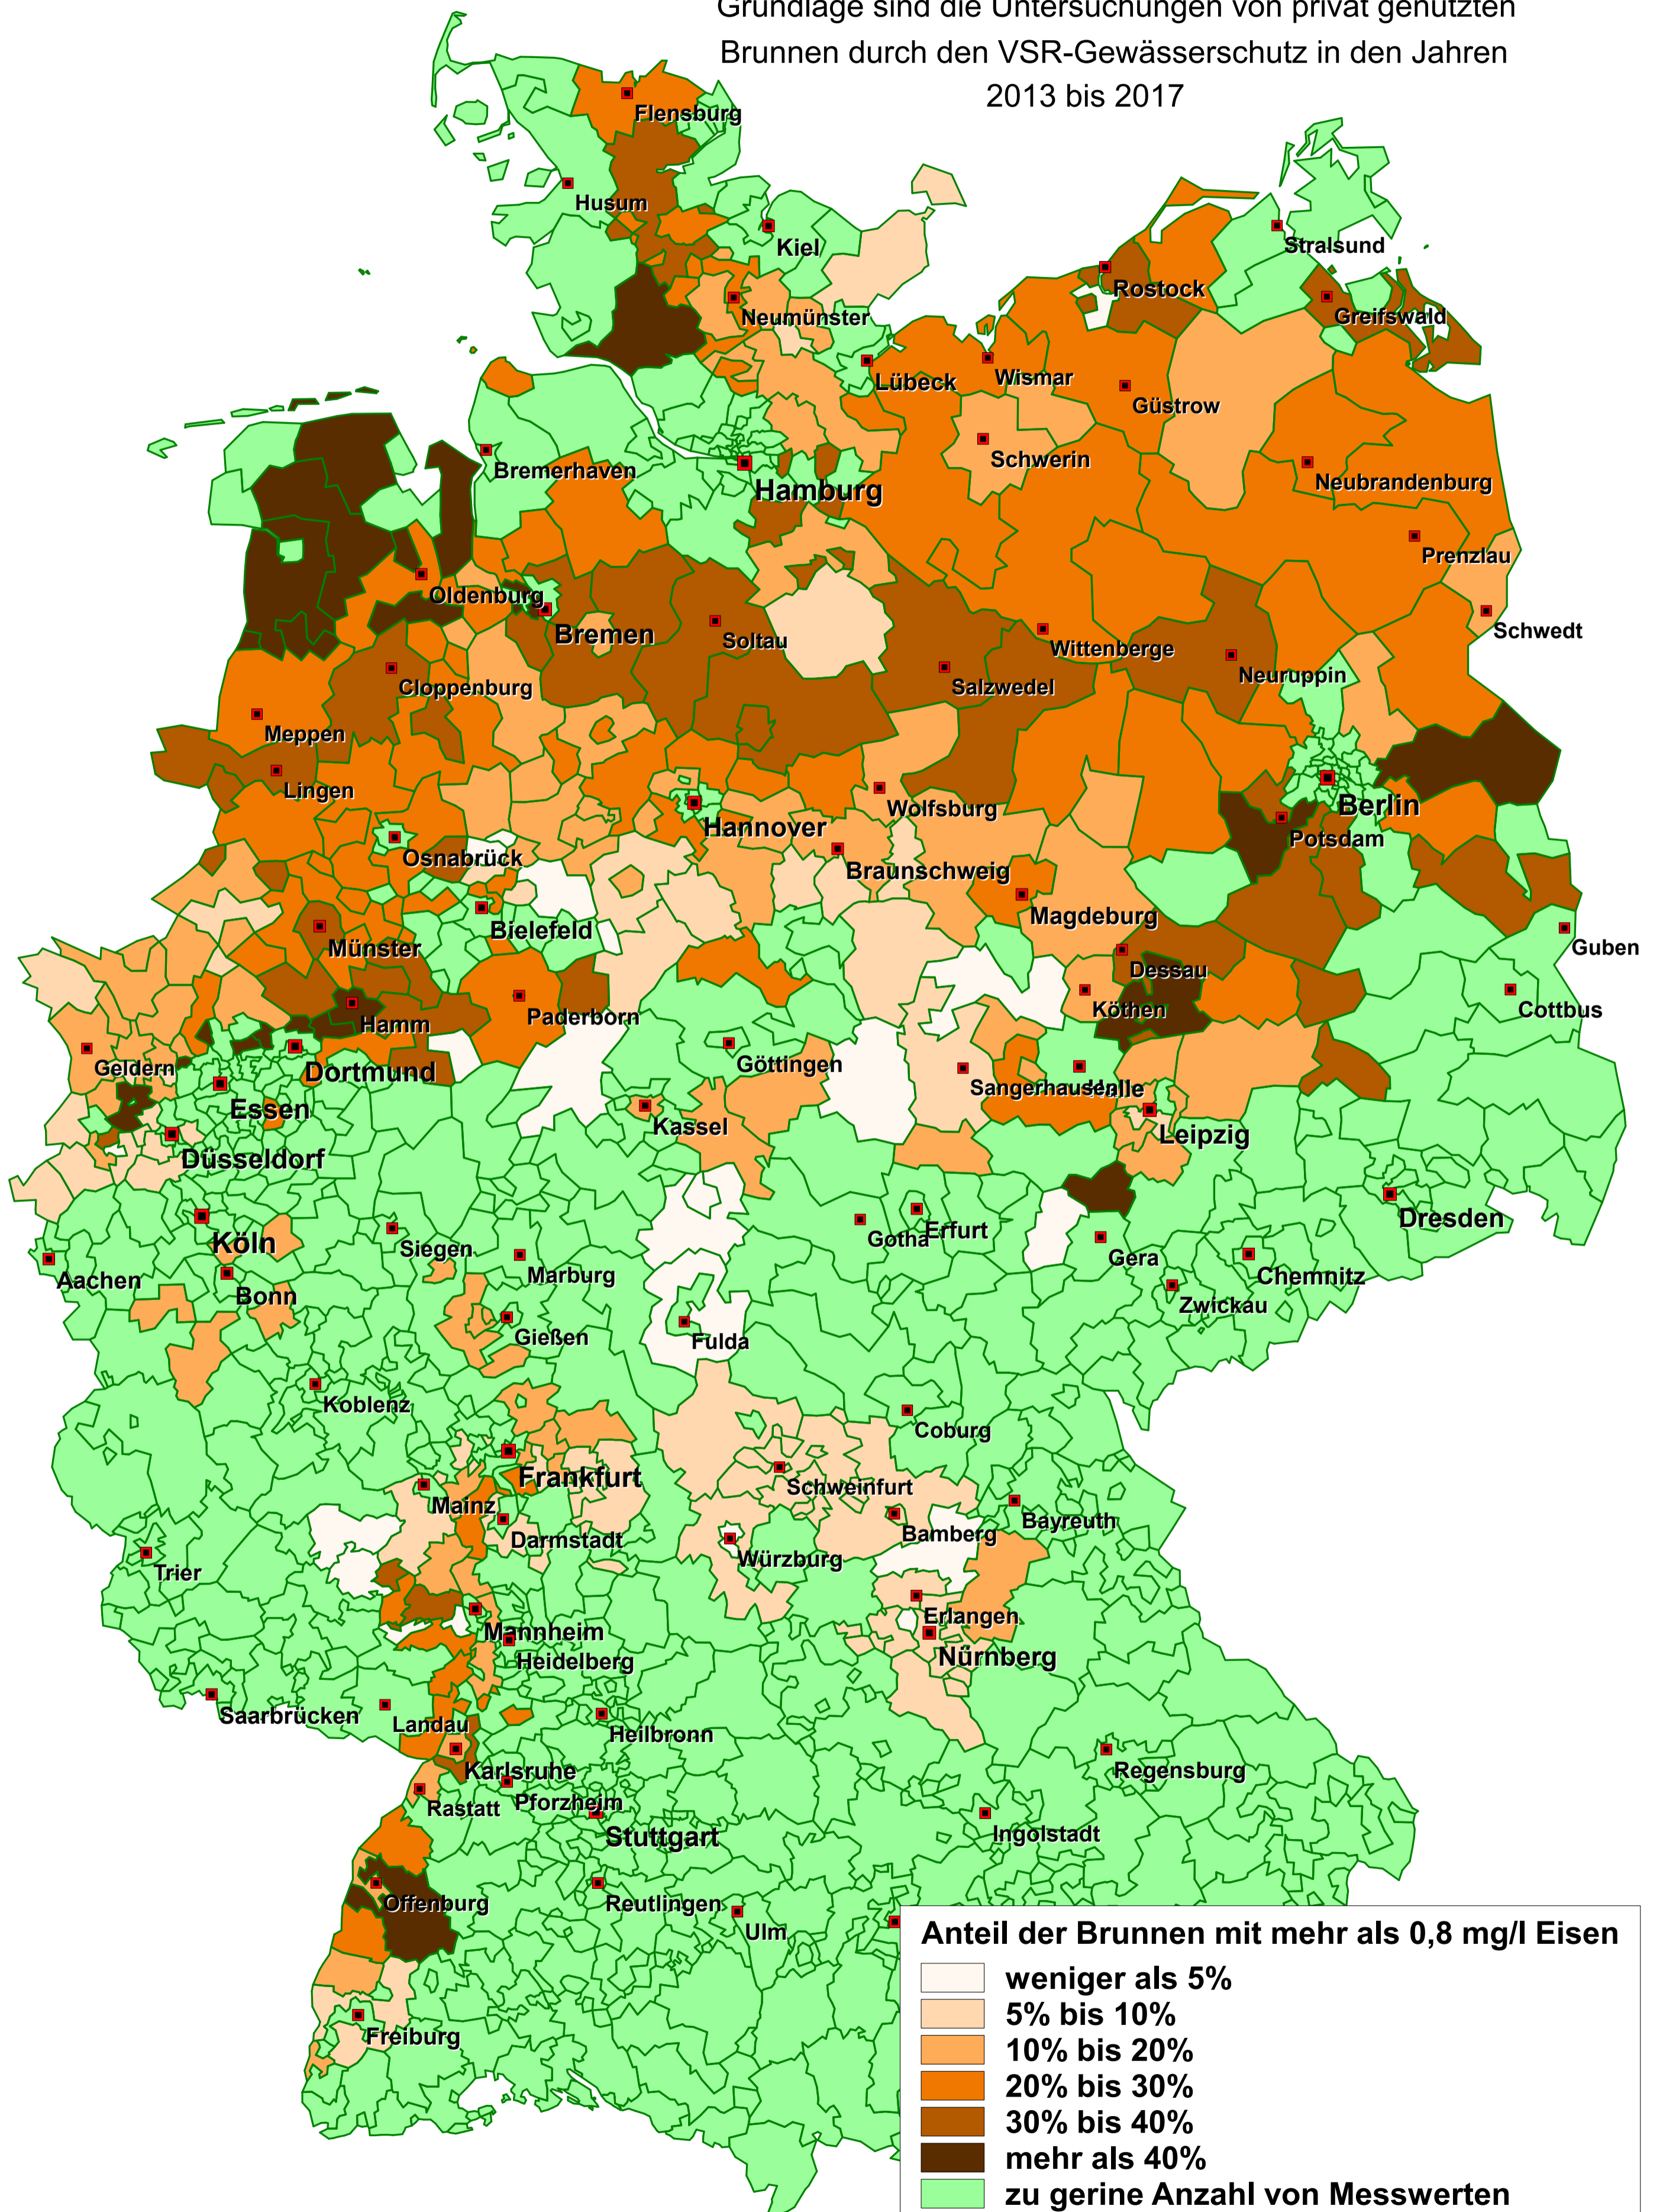 Grundlage sind die Untersuchungen von privat genutzten
Brunnen durch den VSR-Gewässerschutz in den Jahren
2013 bis 2017
Flensburg
Husum
Kiel
Stralsund
Rostock
Greifswald
Neumünster
Lübeck
Wismar
Güstrow
Schwerin
Bremerhaven
Neubrandenburg
Hamburg
Prenzlau
Oldenburg
Bremen
Soltau
Schwedt
Wittenberge
Cloppenburg
Salzwedel
Neuruppin
Meppen
Lingen
Wolfsburg
Berlin
Hannover
Potsdam
Osnabrück
Braunschweig
Magdeburg
Bielefeld
Münster
Guben
Dessau
Köthen
Cottbus
Paderborn
Hamm
Göttingen
Geldern
Dortmund
Sangerhausen
Halle
Essen
Kassel
Leipzig
Düsseldorf
Dresden
Erfurt
Gotha
Köln
Siegen
Gera
Marburg
Chemnitz
Aachen
Bonn
Zwickau
Gießen
Fulda
Koblenz
Coburg
Frankfurt
Schweinfurt
Mainz
Bayreuth
Bamberg
Darmstadt
Würzburg
Trier
Erlangen
Mannheim
Nürnberg
Heidelberg
Saarbrücken
Landau
Heilbronn
Karlsruhe
Regensburg
Pforzheim
Rastatt
Stuttgart
Ingolstadt
Offenburg
Reutlingen
Ulm
Freiburg
Anteil der Brunnen mit mehr als 0,8 mg/l Eisen
weniger als 5%
5% bis 10%
10% bis 20%
20% bis 30%
30% bis 40%
mehr als 40%
zu gerine Anzahl von Messwerten